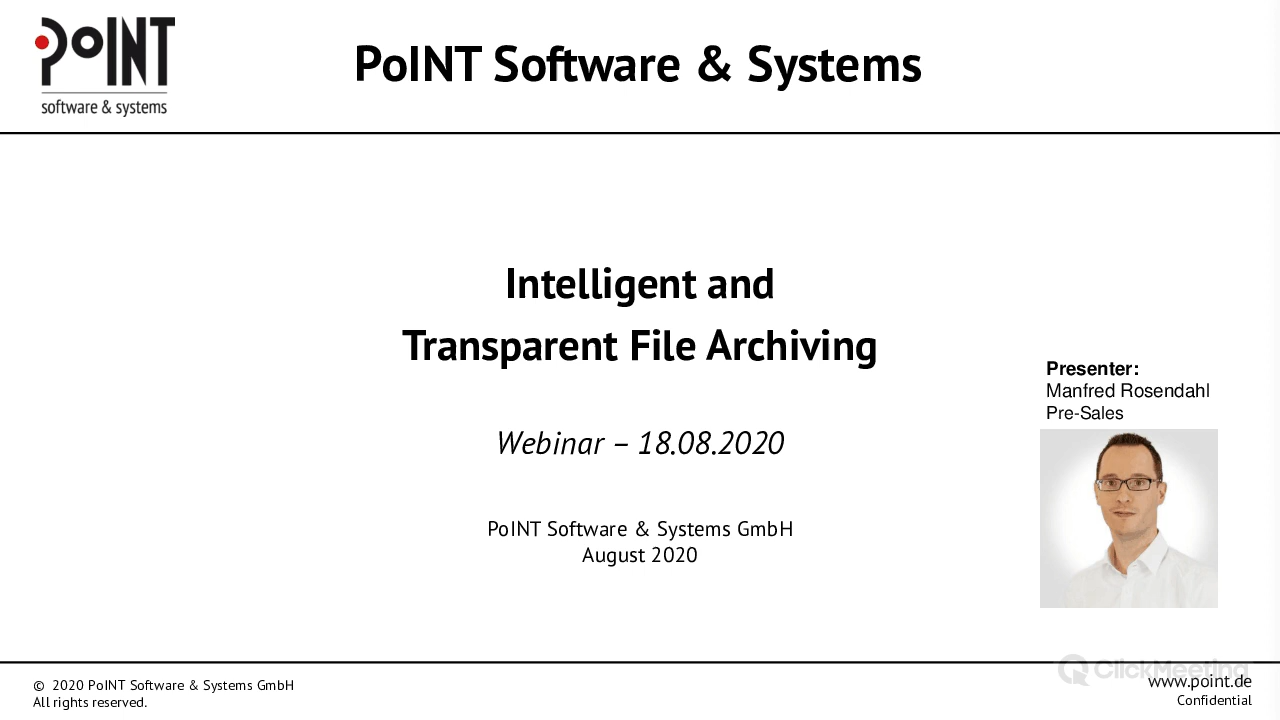 PoINT
software & systems
PoINT Software & Systems
Intelligent and
Transparent File Archiving
Webinar – 18.08.2020
PoINT Software & Systems GmbH
August 2020
Presenter:
Manfred Rosendahl
Pre-Sales
© 2020 PoINT Software & Systems GmbH
All rights reserved.
ClickMeeting
www.point.de
Confidential